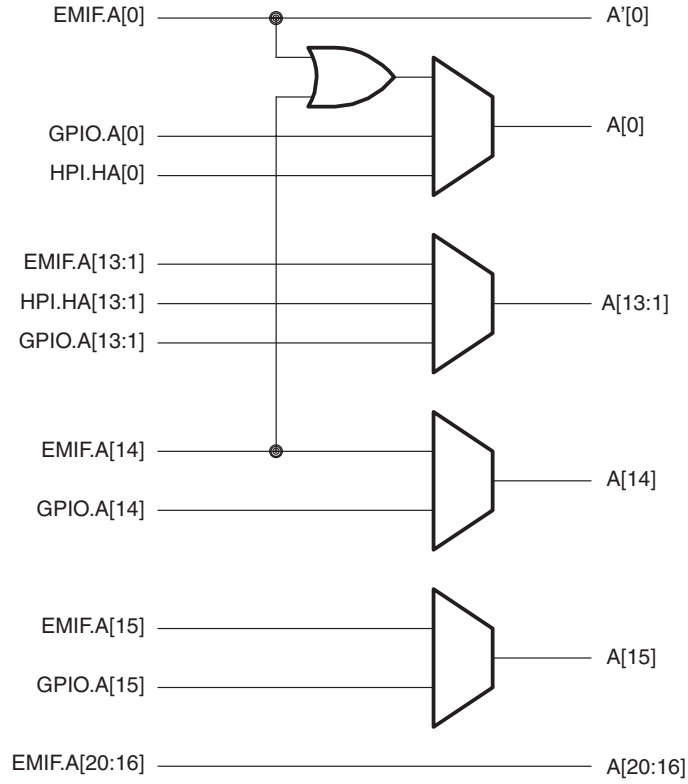 EMIF.A[0] A'[0]
GPIO.A[0] A[0]
HPI.HA[0]
EMIF.A[13:1]
HPI.HA[13:1] A[13:1]
GPIO.A[13:1]
EMIF.A[14]
A[14]
GPIO.A[14]
EMIF.A[15]
A[15]
GPIO.A[15]
EMIF.A[20:16] A[20:16]